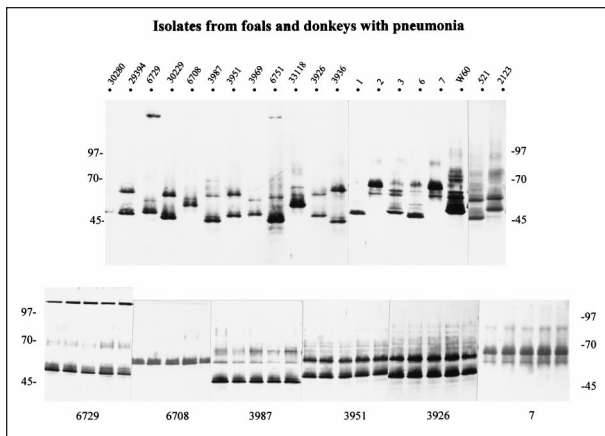 Isolates from foals and donkeys with pneumonia
30280 29394 6729 30229 6708 3987 3951 3969 6751 33118 3926 3936 1 2 3 6 7 W60 521 2123
97- -97
70- -70
45- -45
97- -97
70- -70
45- -45
6729 6708 3987 3951 3926 7